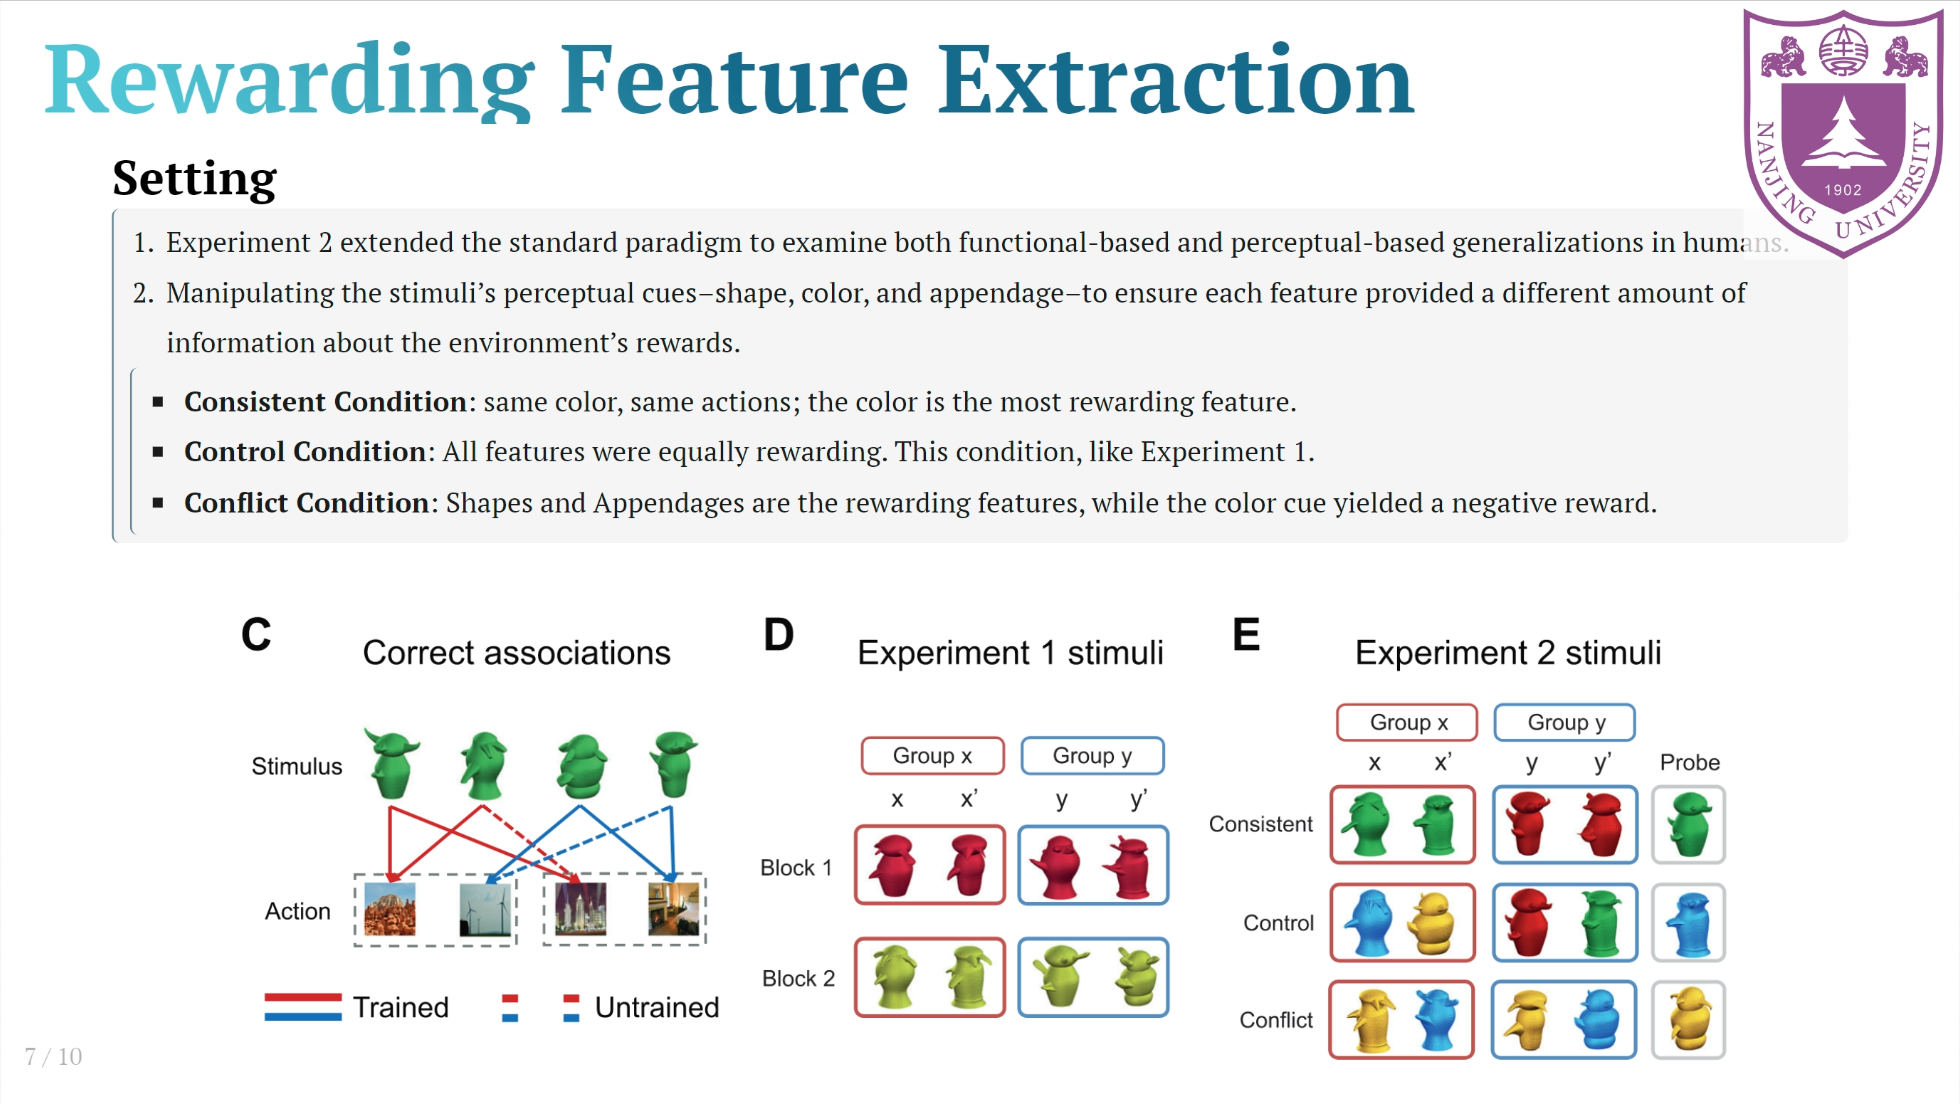 Rewarding Feature Extraction
NANJING UNIVERSITY
1902
Setting
1. Experiment 2 extended the standard paradigm to examine both functional-based and perceptual-based generalizations in humans.
2. Manipulating the stimuli's perceptual cues–shape, color, and appendage–to ensure each feature provided a different amount of
information about the environment's rewards.
▪ Consistent Condition: same color, same actions; the color is the most rewarding feature.
▪ Control Condition: All features were equally rewarding. This condition, like Experiment 1.
▪ Conflict Condition: Shapes and Appendages are the rewarding features, while the color cue yielded a negative reward.
C
Correct associations
Stimulus
Action
Trained
Untrained
D
Experiment 1 stimuli
Group x
Group y
x x' y y'
Block 1
Block 2
E
Experiment 2 stimuli
Group x
Group y
x x' y y' Probe
Consistent
Control
Conflict
7 / 10